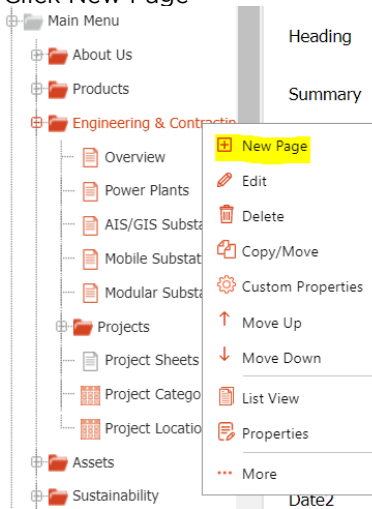 Click New Page
Main Menu
About Us
Products
Engineering & Contractin
Overview
Power Plants
AIS/GIS Substa
Mobile Substat
Modular Substa
Projects
Project Sheets
Project Catego
Project Locatio
Assets
Sustainability
New Page
Edit
Delete
Copy/Move
Custom Properties
Move Up
Move Down
List View
Properties
More
Heading
Summary
Date2